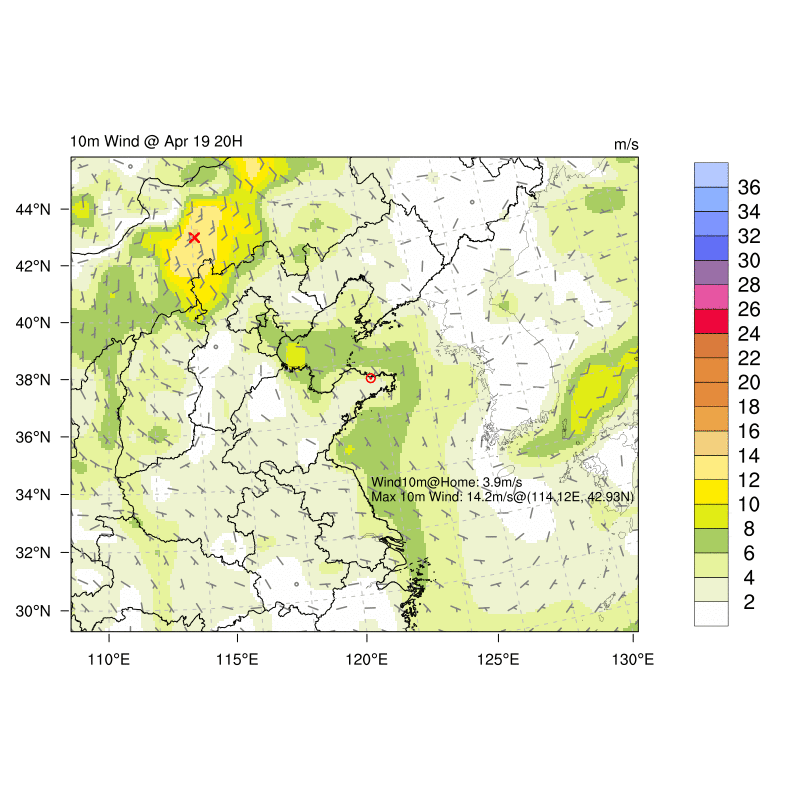 10m Wind @ Apr 19 20H
m/s
44°N
42°N
40°N
38°N
36°N
34°N
32°N
30°N
110°E
115°E
120°E
125°E
130°E
Wind10m@Home: 3.9m/s
Max 10m Wind: 14.2m/s@(114.12E, 42.93N)
36
34
32
30
28
26
24
22
20
18
16
14
12
10
8
6
4
2